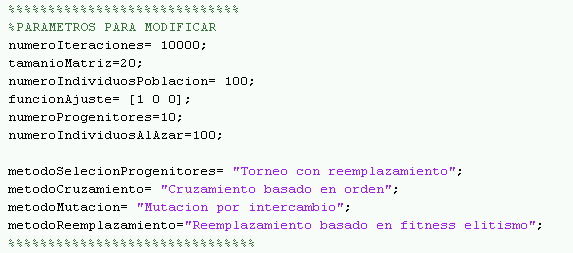 %%%%%%%%%%%%%%%%%%%%%%%%%%%%%
%PARAMETROS PARA MODIFICAR
numeroIteraciones= 10000;
tamanioMatriz=20;
numeroIndividuosPoblacion= 100;
funcionAjuste= [1 0 0];
numeroProgenitores=10;
numeroIndividuosAlAzar=100;
metodoSelecionProgenitores= "Torneo con reemplazamiento";
metodoCruzamiento= "Cruzamiento basado en orden";
metodoMutacion= "Mutacion por intercambio";
metodoReemplazamiento="Reemplazamiento basado en fitness elitismo";
%%%%%%%%%%%%%%%%%%%%%%%%%%%%%%%